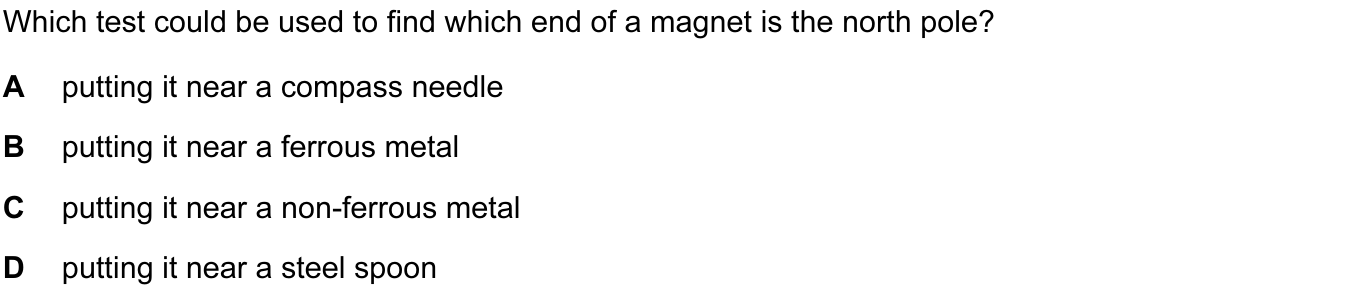 Which test could be used to find which end of a magnet is the north pole?
A putting it near a compass needle
B putting it near a ferrous metal
C putting it near a non-ferrous metal
D putting it near a steel spoon